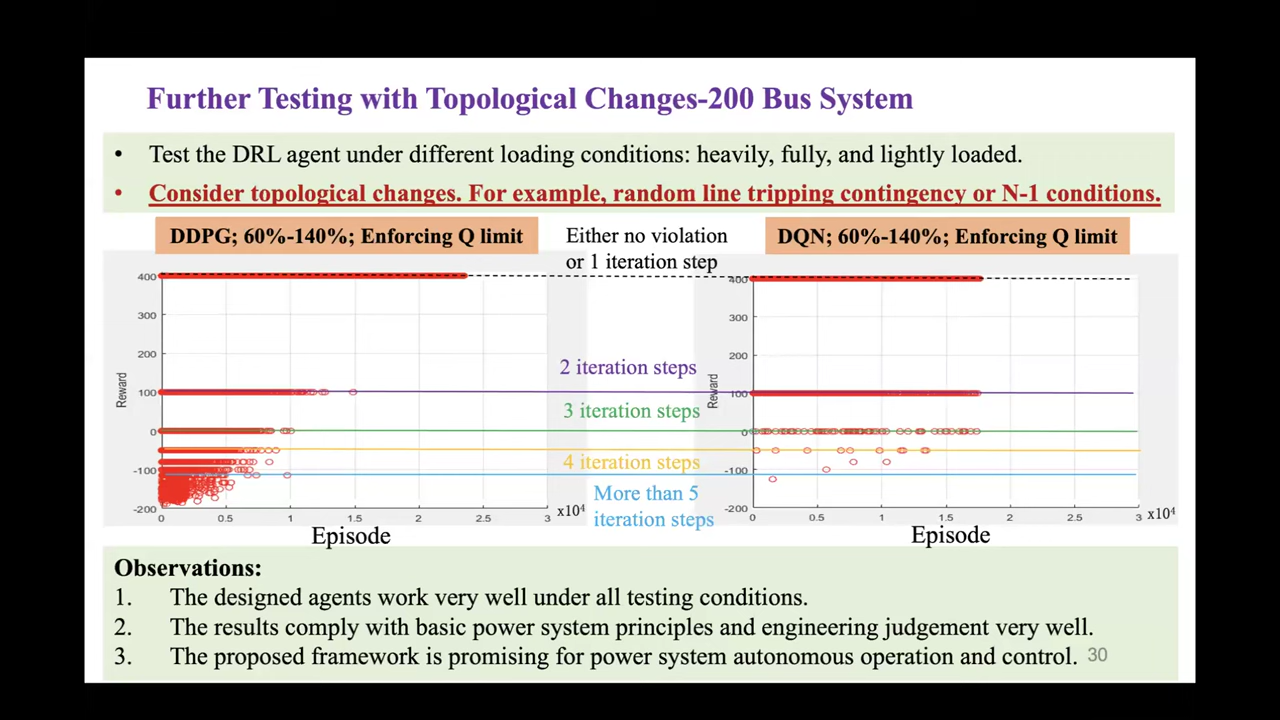 Further Testing with Topological Changes-200 Bus System
• Test the DRL agent under different loading conditions: heavily, fully, and lightly loaded.
• Consider topological changes. For example, random line tripping contingency or N-1 conditions.
DDPG; 60%-140%; Enforcing Q limit
Either no violation
or 1 iteration step
DQN; 60%-140%; Enforcing Q limit
400
300
200
100
0
-100
-200
Reward
0 0.5 1 1.5 2 2.5 3 x10⁴
Episode
2 iteration steps
3 iteration steps
4 iteration steps
More than 5
iteration steps
400
300
200
100
0
-100
-200
Reward
0 0.5 1 1.5 2 2.5 3 x10⁴
Episode
Observations:
1. The designed agents work very well under all testing conditions.
2. The results comply with basic power system principles and engineering judgement very well.
3. The proposed framework is promising for power system autonomous operation and control. 30